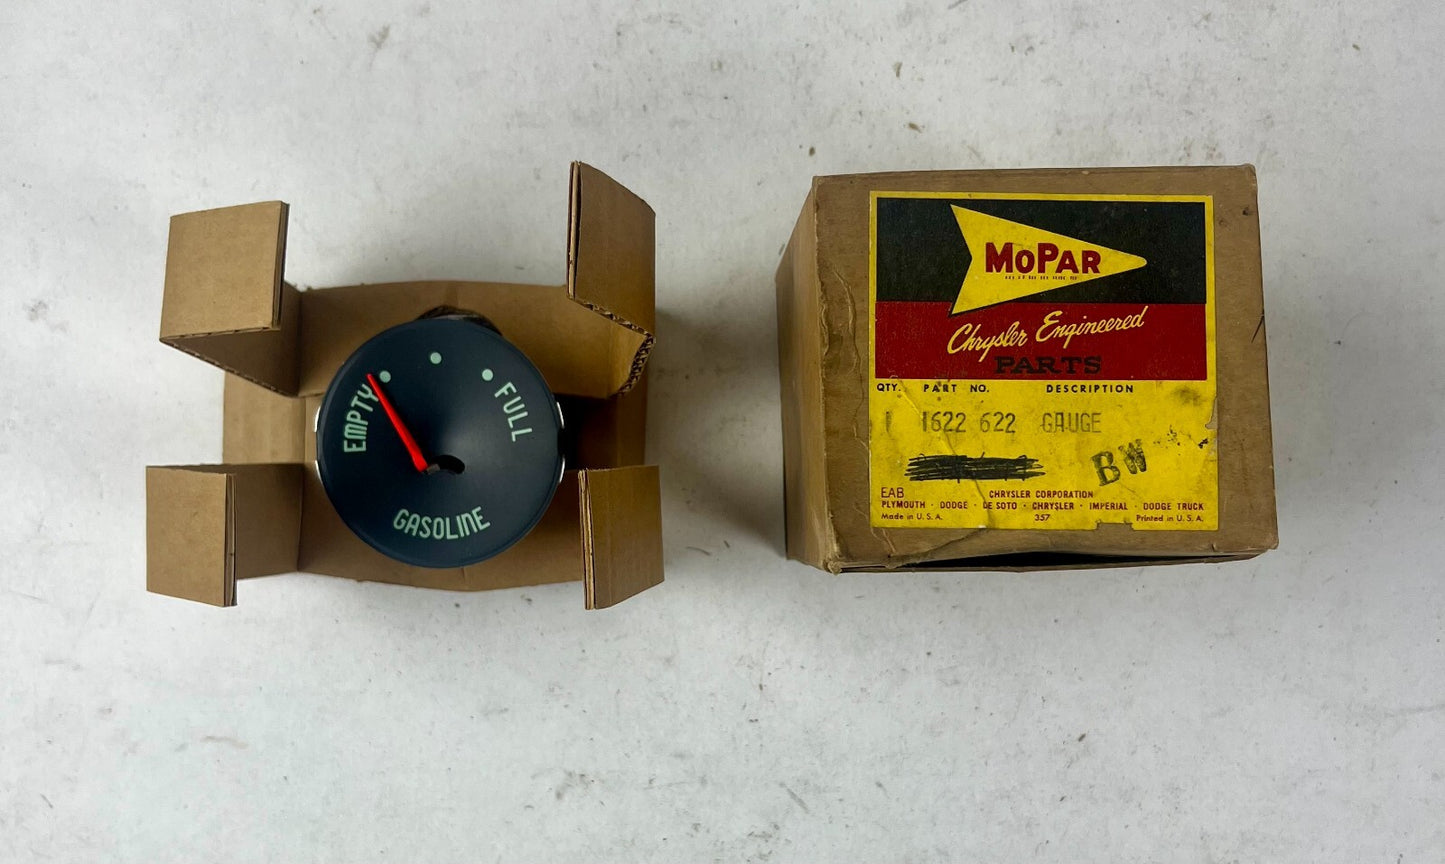 EMPTY
FULL
GASOLINE
MOPAR
Chrysler Engineered
PARTS
QTY. PART NO. DESCRIPTION
1 1622 622 GAUGE
BW
EAB CHRYSLER CORPORATION
PLYMOUTH · DODGE · DE SOTO · CHRYSLER · IMPERIAL · DODGE TRUCK
Made in U. S. A. 357 Printed in U. S. A.